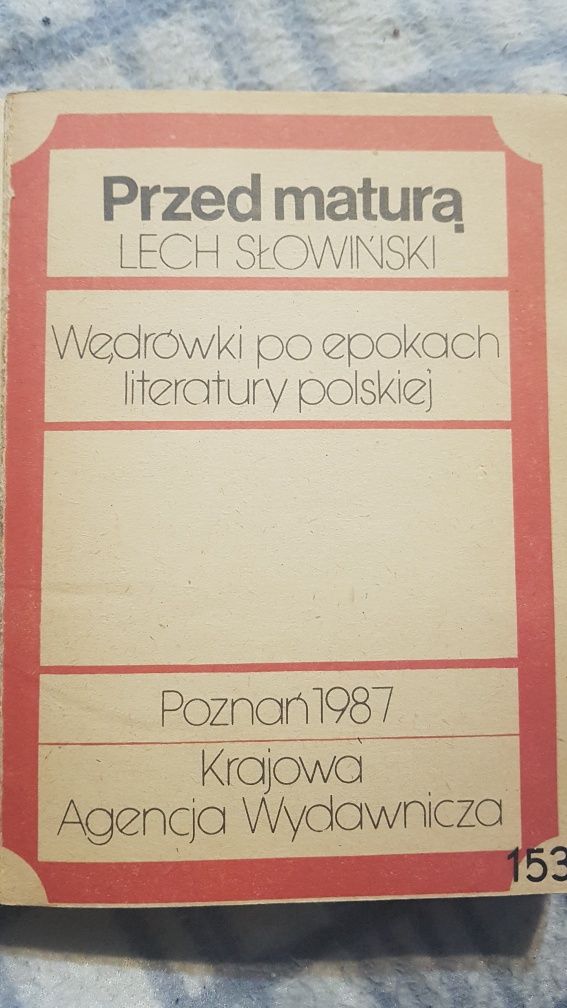 Przed maturą
LECH SŁOWIŃSKI
Wędrówki po epokach
literatury polskiej
Poznań 1987
Krajowa
Agencja Wydawnicza
153